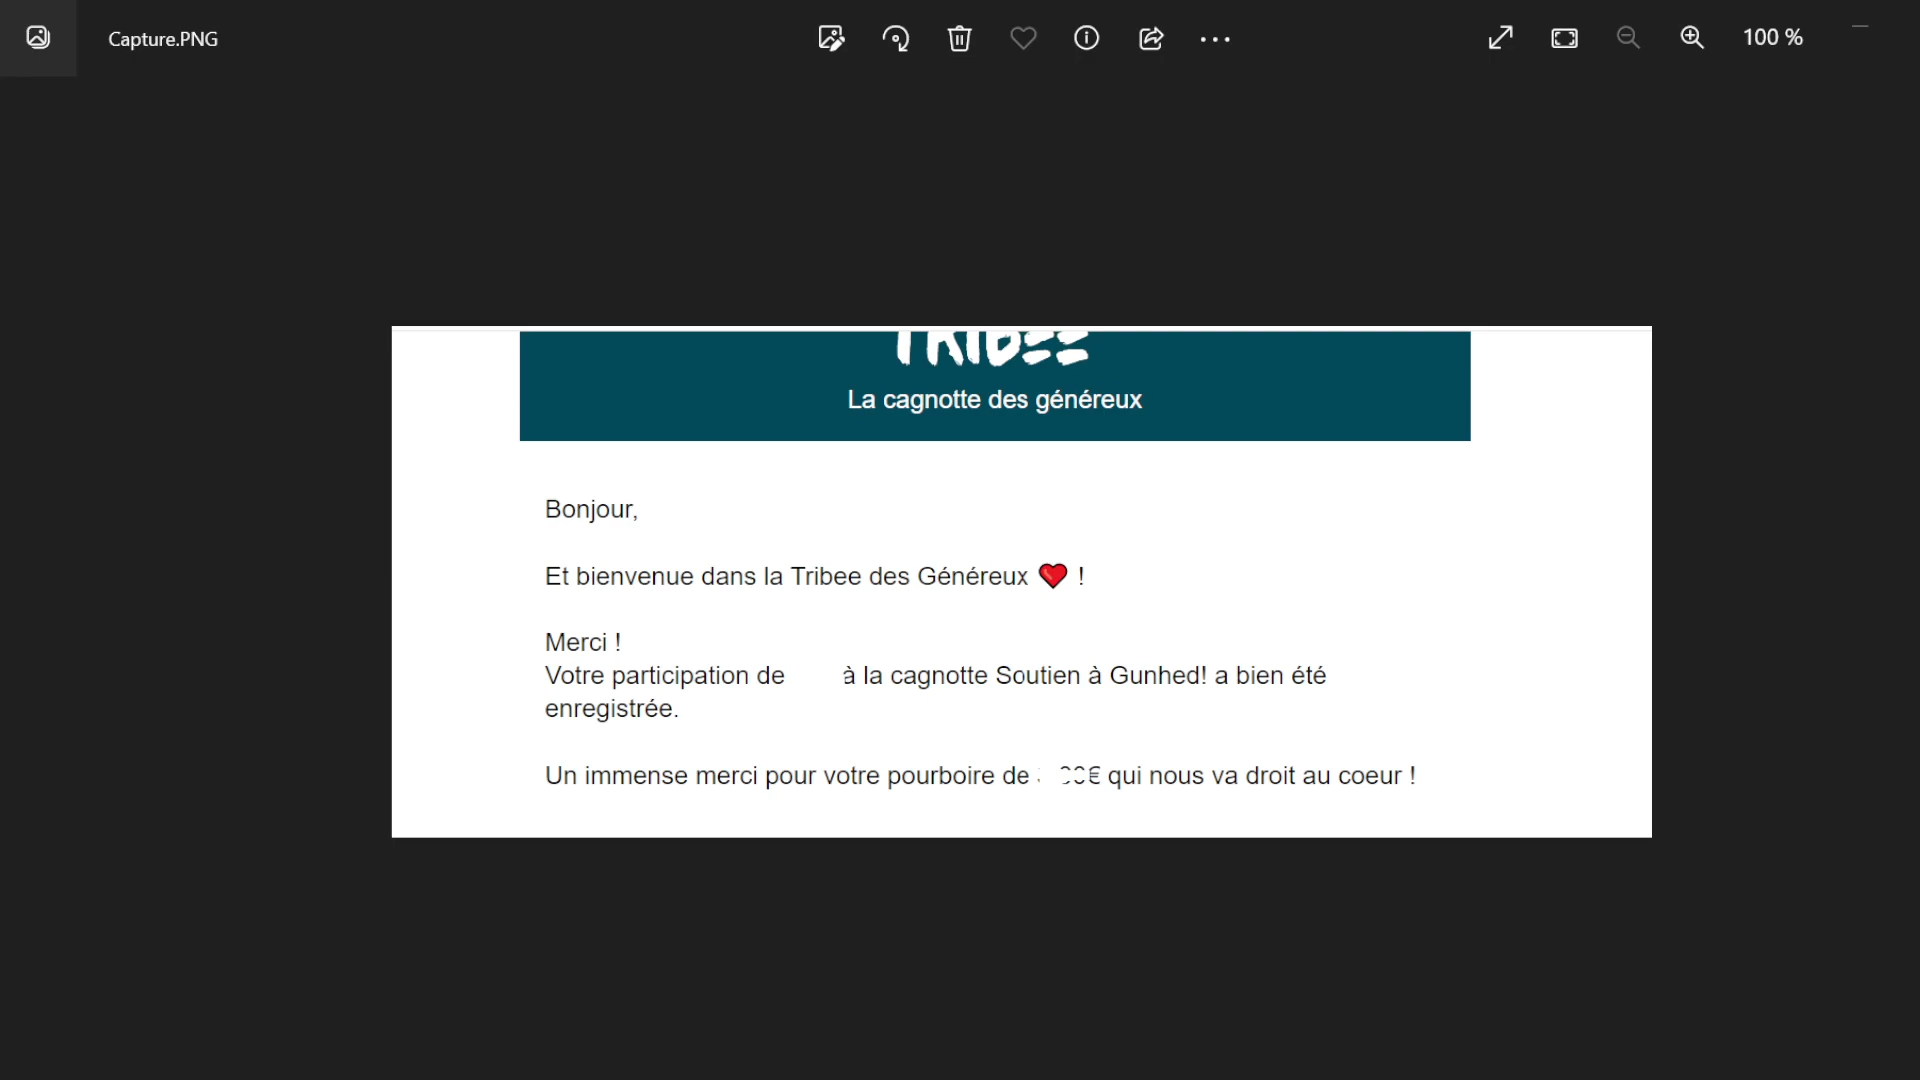 Capture.PNG
100 %
TRIBEE
La cagnotte des généreux
Bonjour,
Et bienvenue dans la Tribee des Généreux ❤️ !
Merci !
Votre participation de à la cagnotte Soutien à Gunhed! a bien été
enregistrée.
Un immense merci pour votre pourboire de € qui nous va droit au coeur !